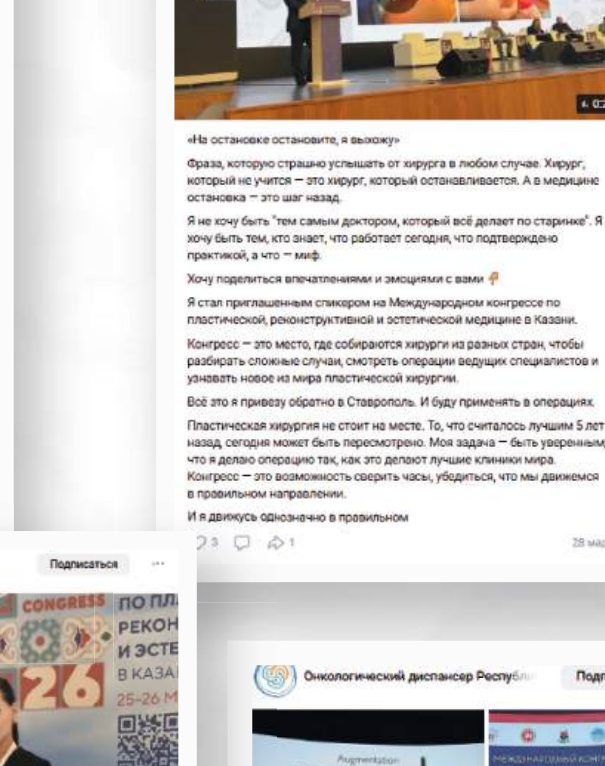 «На остановке остановите, я выхожу»
Фраза, которую страшно услышать от хирурга в любом случае. Хирург,
который не учится — это хирург, который останавливается. А в медицине
остановка — это шаг назад.
Я не хочу быть "тем самым доктором, который всё делает по старинке". Я
хочу быть тем, кто знает, что работает сегодня, что подтверждено
практикой, а что — миф.
Хочу поделиться впечатлениями и эмоциями с вами
Я стал приглашенным спикером на Международном конгрессе по
пластической, реконструктивной и эстетической медицине в Казани.
Конгресс — это место, где собираются хирурги из разных стран, чтобы
разбирать сложные случаи, смотреть операции ведущих специалистов и
узнавать новое из мира пластической хирургии.
Всё это я привезу обратно в Ставрополь. И буду применять в операциях.
Пластическая хирургия не стоит на месте. То, что считалось лучшим 5 лет
назад, сегодня может быть пересмотрено. Моя задача — быть уверенным,
что я делаю операцию так, как это делают лучшие клиники мира.
Конгресс — это возможность сверить часы, убедиться, что мы движемся
в правильном направлении.
И я движусь однозначно в правильном
3 1
28 мар
Подписаться
CONGRESS
26
ПО ПЛА
РЕКОН
И ЭСТЕ
В КАЗА
25-26 М
Онкологический диспансер Республи
Подп
Augmentation
МЕЖДУНАРОДНЫЙ КОНГР